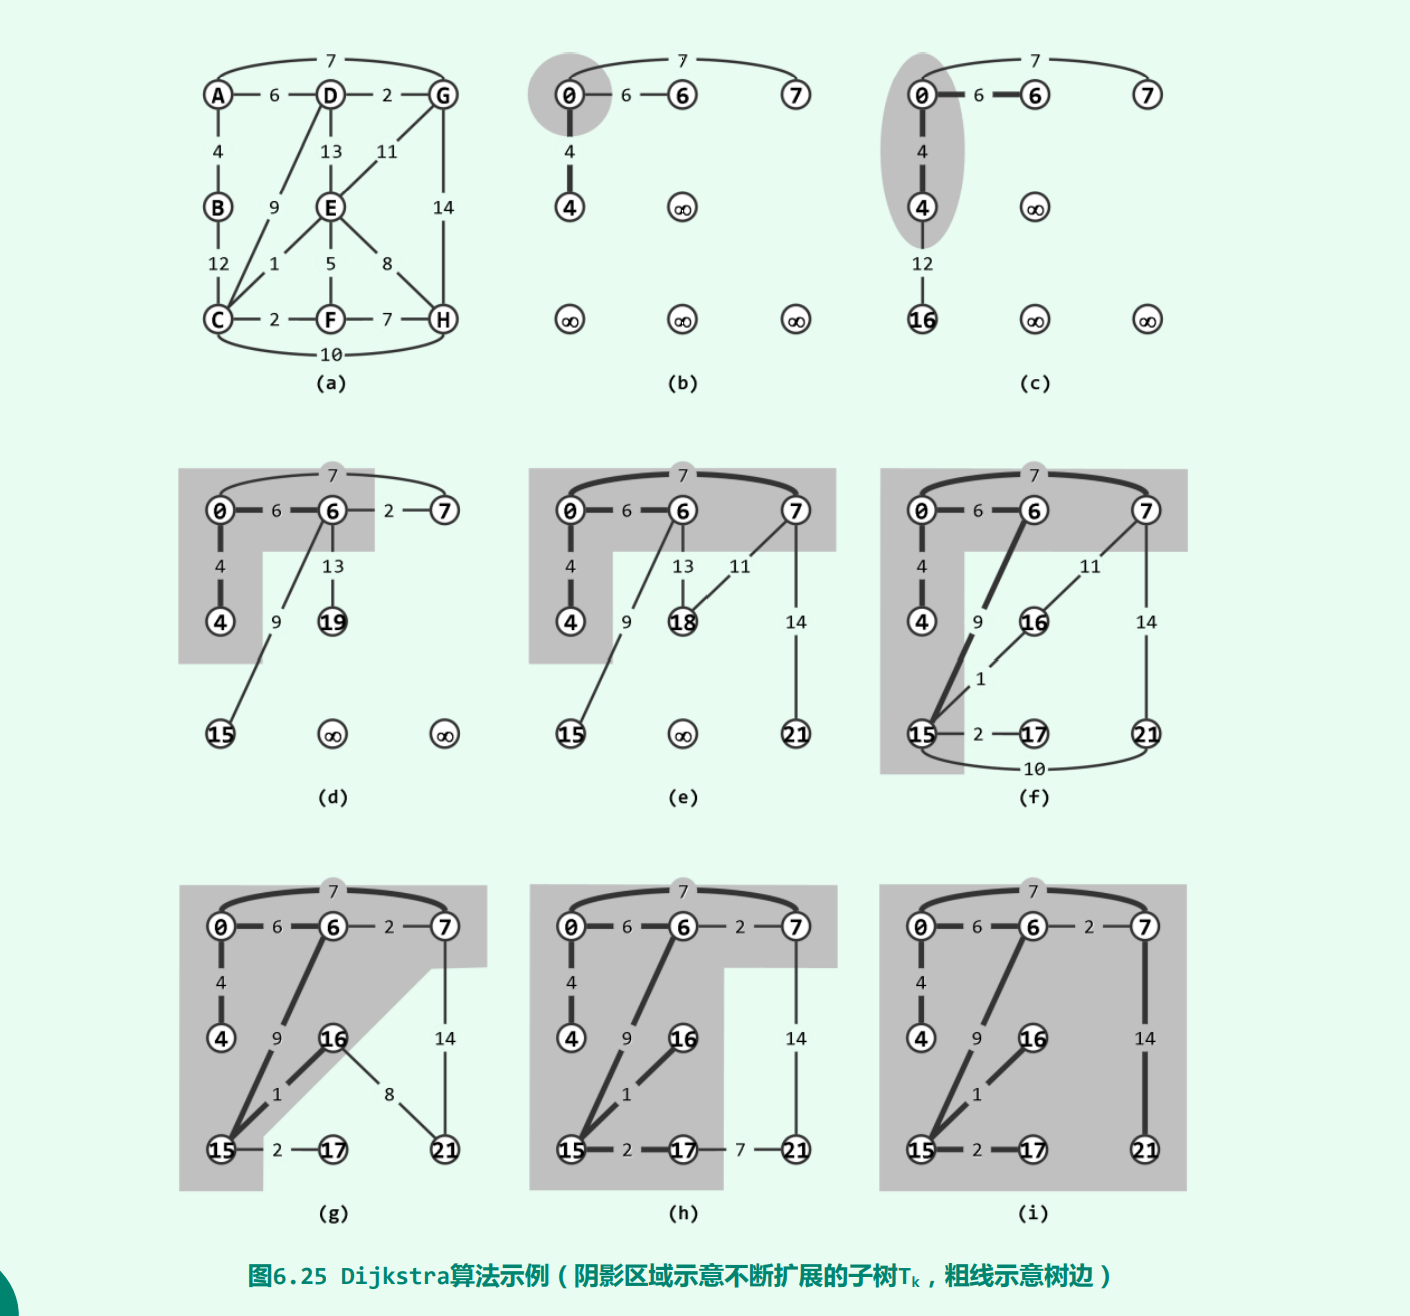 7 7 7
A 6 D 2 G 0 6 6 7 0 6 6 7
4 13 11 4 4
B 9 E 14 4 ∞ 4 ∞
12 1 5 8 12
C 2 F 7 H ∞ ∞ ∞ 16 ∞ ∞
10
(a) (b) (c)
7 7 7
0 6 6 2 7 0 6 6 7 0 6 6 7
4 13 4 13 11 4 11
4 9 19 4 9 18 14 4 9 16 14
1
15 ∞ ∞ 15 ∞ 21 15 2 17 21
10
(d) (e) (f)
7 7 7
0 6 6 2 7 0 6 6 2 7 0 6 6 2 7
4 4 4
4 9 16 14 4 9 16 14 4 9 16 14
1 8 1 1
15 2 17 21 15 2 17 7 21 15 2 17 21
(g) (h) (i)
图6.25 Dijkstra算法示例（阴影区域示意不断扩展的子树Tk，粗线示意树边）